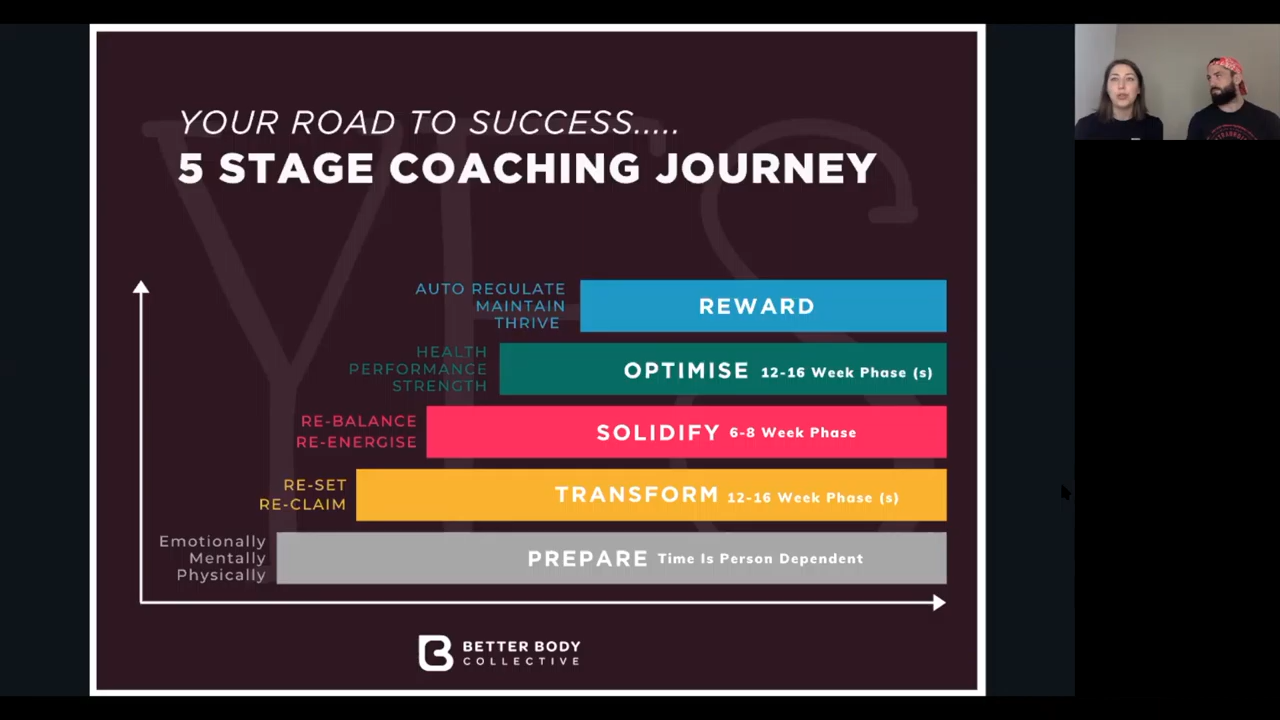 YOUR ROAD TO SUCCESS.....
5 STAGE COACHING JOURNEY
AUTO REGULATE
MAINTAIN
THRIVE
REWARD
HEALTH
PERFORMANCE
STRENGTH
OPTIMISE 12-16 Week Phase (s)
RE-BALANCE
RE-ENERGISE
SOLIDIFY 6-8 Week Phase
RE-SET
RE-CLAIM
TRANSFORM 12-16 Week Phase (s)
Emotionally
Mentally
Physically
PREPARE Time Is Person Dependent
BETTER BODY
COLLECTIVE
YES